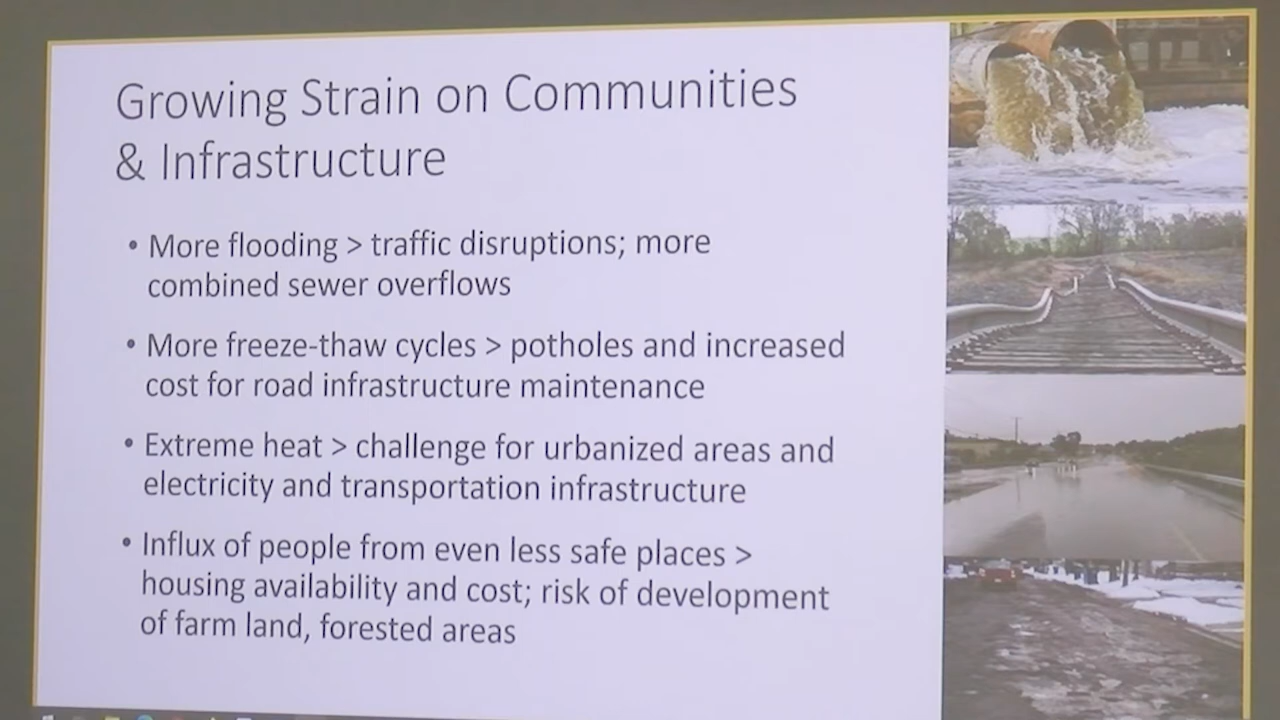 Growing Strain on Communities
& Infrastructure
• More flooding > traffic disruptions; more
combined sewer overflows
• More freeze-thaw cycles > potholes and increased
cost for road infrastructure maintenance
• Extreme heat > challenge for urbanized areas and
electricity and transportation infrastructure
• Influx of people from even less safe places >
housing availability and cost; risk of development
of farm land, forested areas